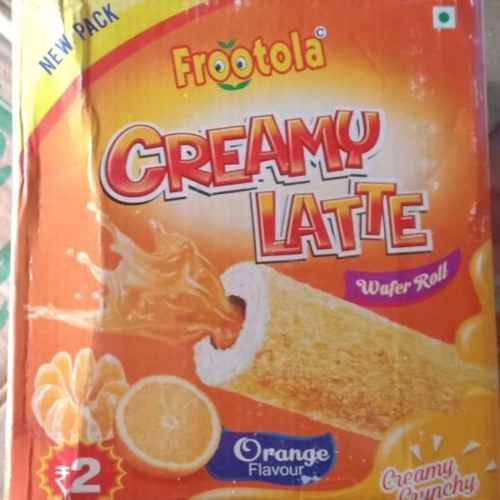 NEW PACK
Frootola
CREAMY
LATTE
Wafer Roll
Orange
Flavour
₹2
Creamy
Crunchy